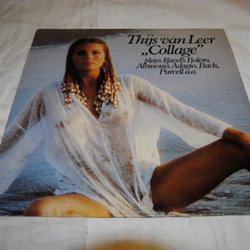 Thijs van Leer
„Collage”
plays Ravel's Bolero,
Albinoni's Adagio, Bach,
Purcell a.o.